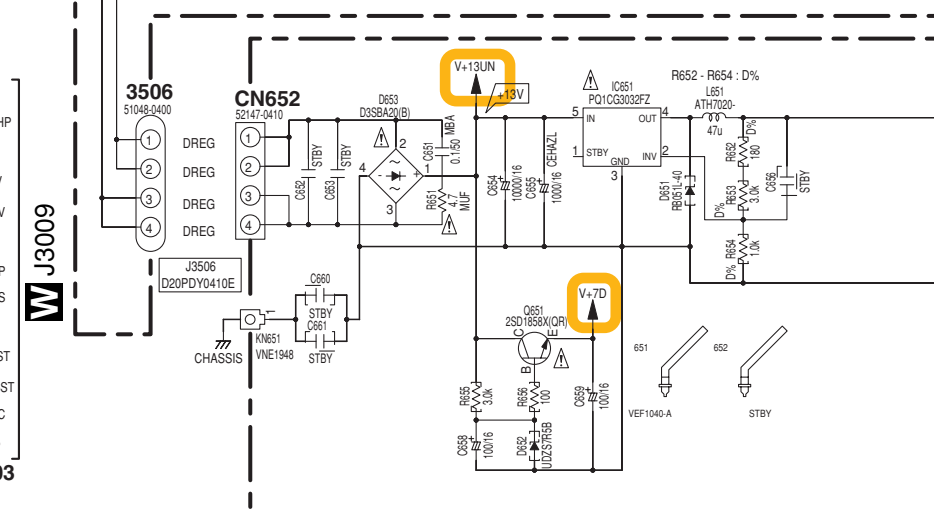 V+13UN
+13V
3506
51048-0400
CN652
52147-0410
D653
D3SBA20(B)
IC651
PQ1CG3032FZ
R652 - R654 : D%
L651
ATH7020-
47u
1
2
3
4
DREG
DREG
DREG
DREG
1
2
3
4
C652
STBY
C653
STBY
4
2
1
3
-
+
C651
0.1/50
MBA
R651
4.7
MUF
C654
10000/16
C655
1000/16
CEHAZL
5
IN
OUT
4
1
STBY
INV
2
GND
3
D651
RB051L-40
R652
180
D%
R653
3.0k
D%
R654
1.0k
D%
C656
STBY
HP
V
V
P
S
ST
ST
C
03
W
J3009
J3506
D20PDY0410E
CHASSIS
1
KN651
VNE1948
C660
STBY
C661
STBY
V+7D
Q651
2SD1858X(QR)
C
E
B
R655
3.0k
R656
100
C658
100/16
D652
UDZS7R5B
C659
100/16
651
VEF1040-A
652
STBY